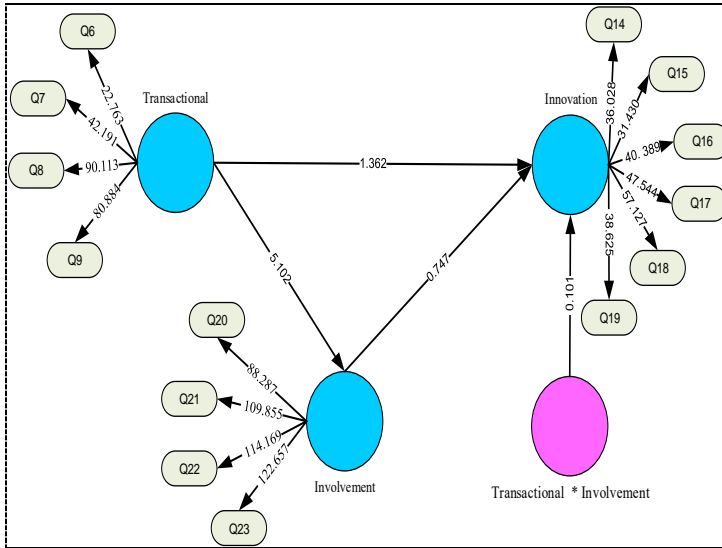 Q6
Q14
Transactional
Innovation
Q7
Q15
Q8
Q16
Q9
Q17
Q18
Q19
22.763
42.191
90.113
80.884
36.028
31.430
40.389
47.544
57.127
38.625
1.362
5.102
0.747
0.101
Q20
Q21
Q22
Q23
88.287
109.855
114.169
122.657
Involvement
Transactional * Involvement